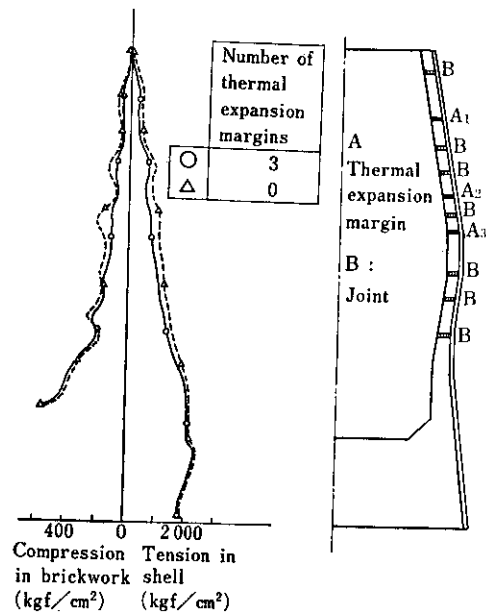 Number of
thermal
expansion
margins
○ 3
△ 0
A
Thermal
expansion
margin
B :
Joint
B
A1
B
B
A2
B
A3
B
B
B
400 0 2 000
Compression Tension in
in brickwork shell
(kgf/cm²) (kgf/cm²)